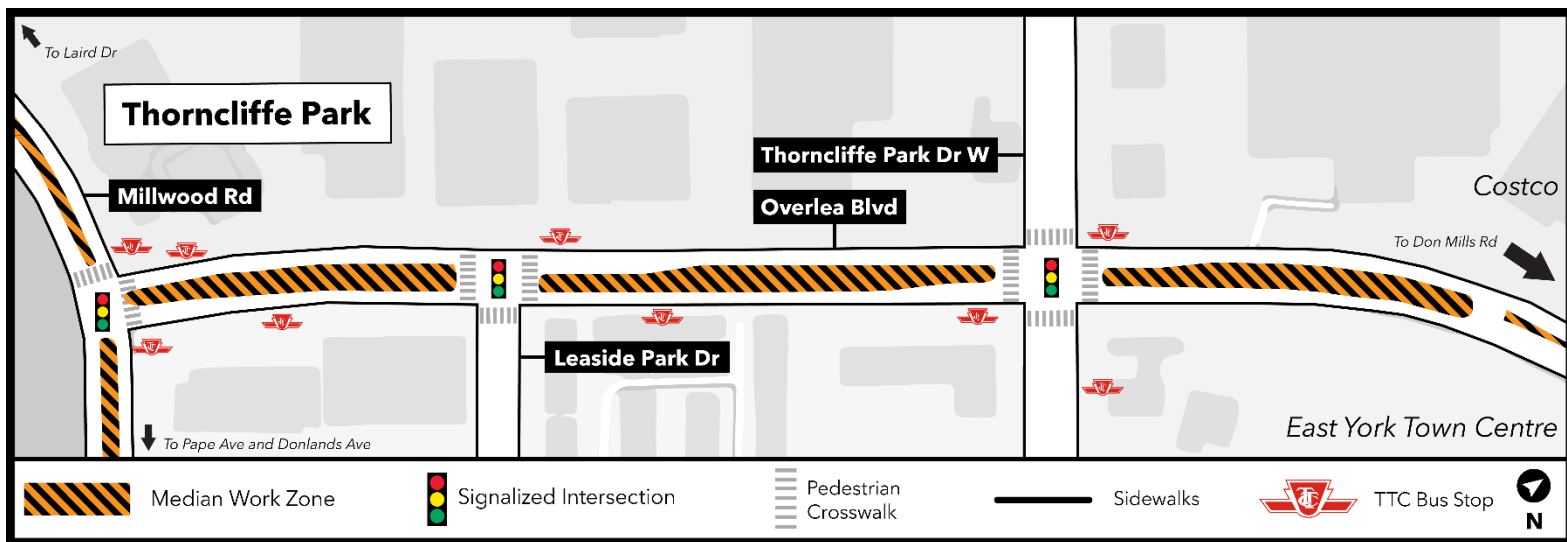 To Laird Dr
Thorncliffe Park
Millwood Rd
Thorncliffe Park Dr W
Overlea Blvd
Costco
To Don Mills Rd
Leaside Park Dr
To Pape Ave and Donlands Ave
East York Town Centre
Median Work Zone
Signalized Intersection
Pedestrian
Crosswalk
Sidewalks
TTC Bus Stop
N